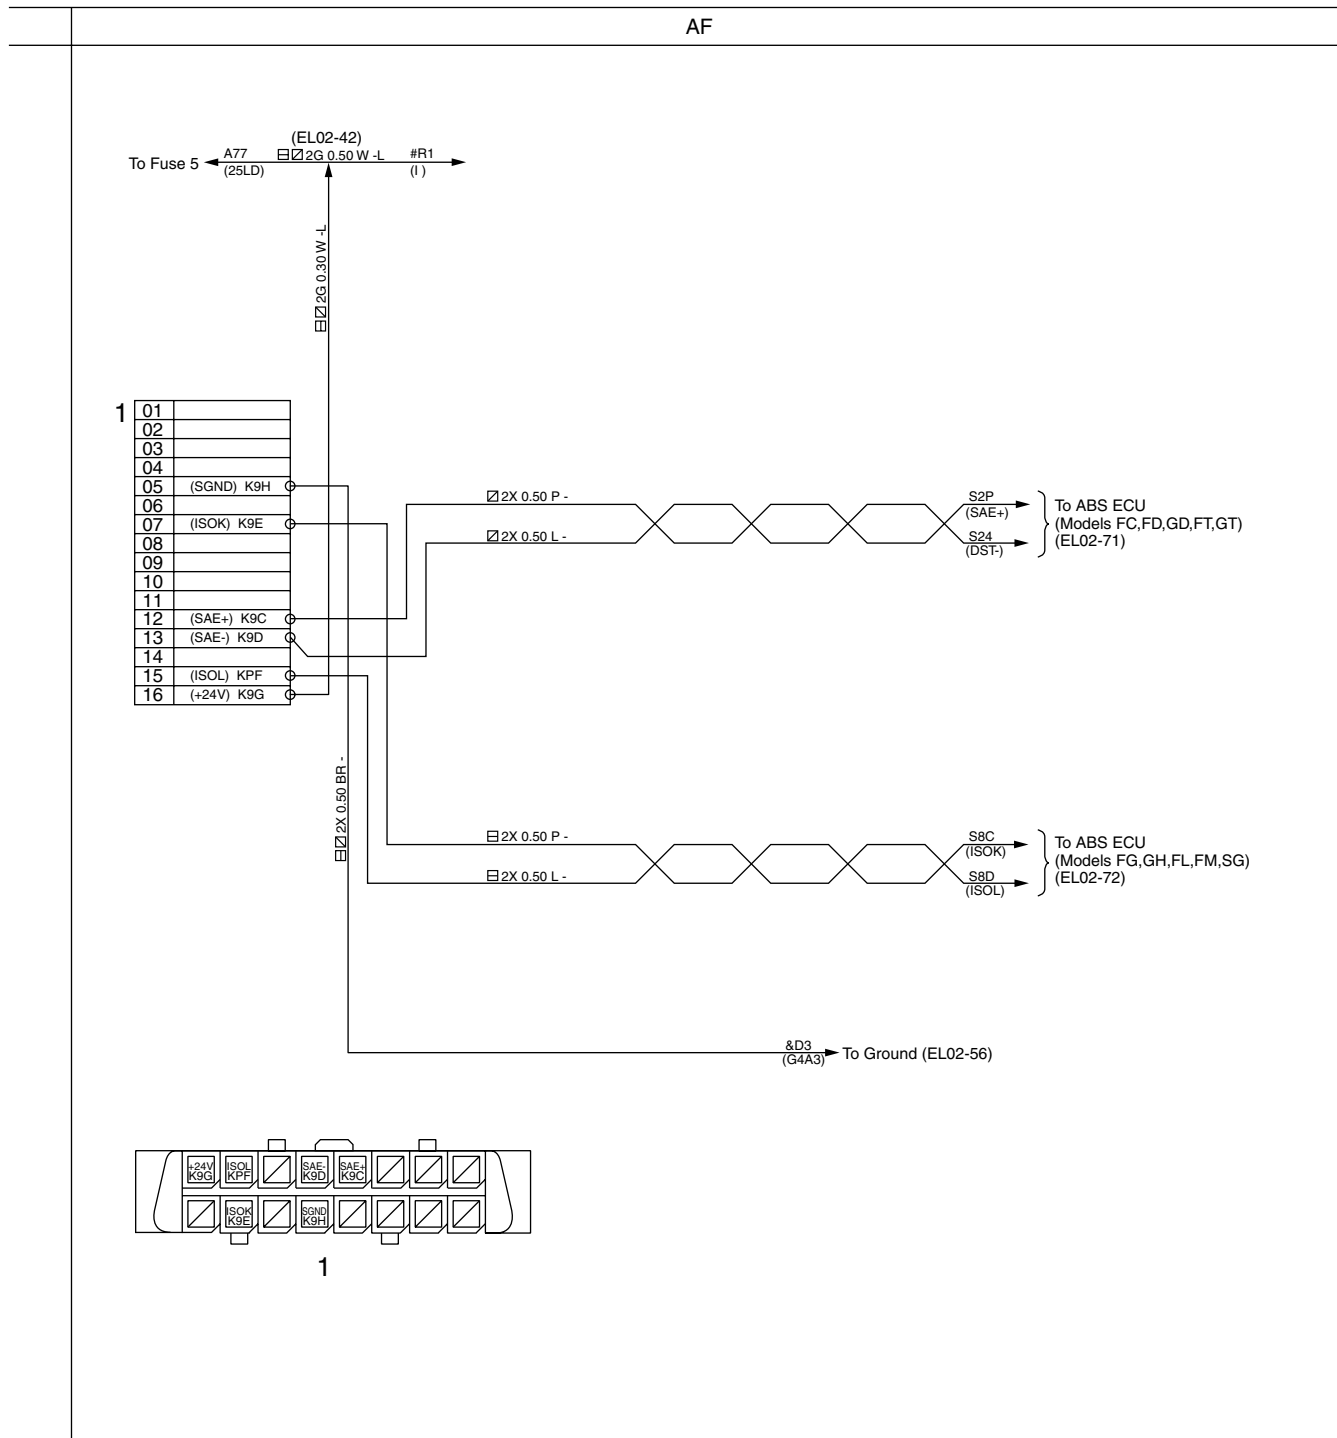 AF
(EL02-42)
To Fuse 5
A77
2G 0.50 W -L
#R1
(25LD)
(I )
2G 0.30 W -L
1
01
02
03
04
05 (SGND) K9H
06
07 (ISOK) K9E
08
09
10
11
12 (SAE+) K9C
13 (SAE-) K9D
14
15 (ISOL) KPF
16 (+24V) K9G
2X 0.50 P -
S2P
(SAE+)
2X 0.50 L -
S24
(DST-)
To ABS ECU
(Models FC,FD,GD,FT,GT)
(EL02-71)
2X 0.50 BR -
2X 0.50 P -
S8C
(ISOK)
2X 0.50 L -
S8D
(ISOL)
To ABS ECU
(Models FG,GH,FL,FM,SG)
(EL02-72)
&D3
(G4A3)
To Ground (EL02-56)
+24V ISOL SAE- SAE+
K9G KPF K9D K9C
ISOK SGND
K9E K9H
1